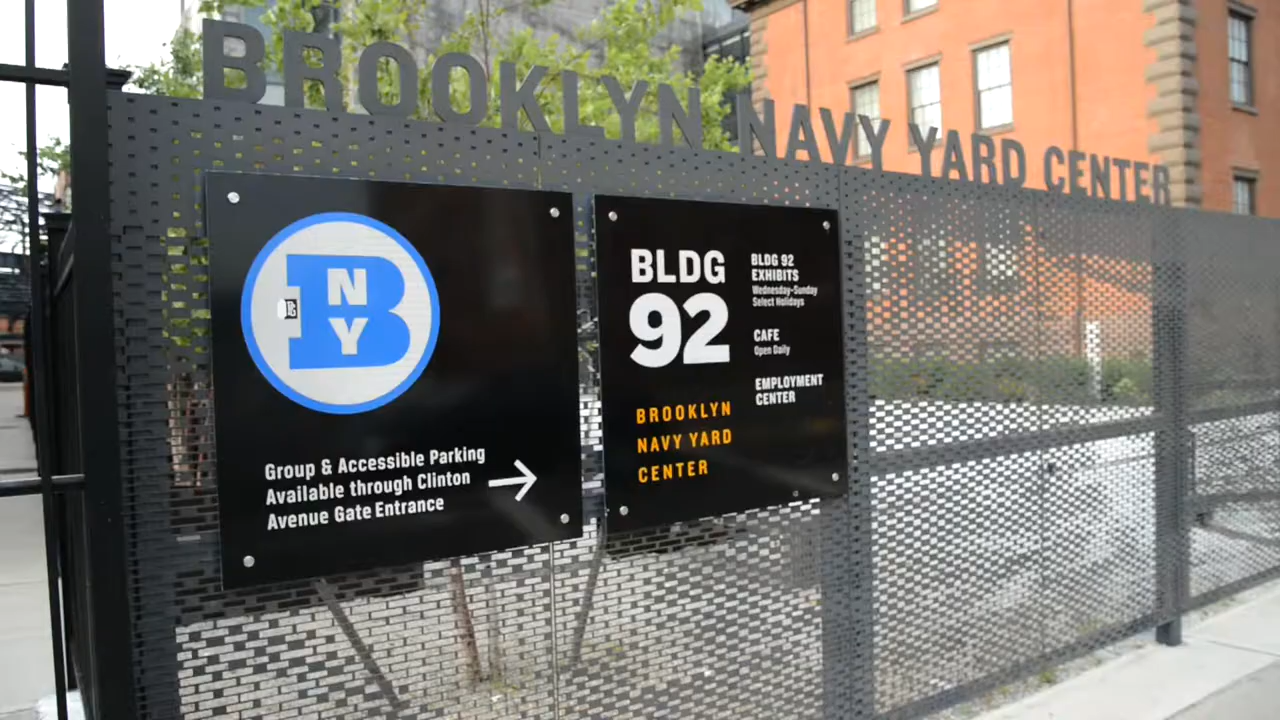 BROOKLYN NAVY YARD CENTER
B
N
Y
Group & Accessible Parking
Available through Clinton
Avenue Gate Entrance
BLDG
92
BROOKLYN
NAVY YARD
CENTER
BLDG 92
EXHIBITS
Wednesday-Sunday
Select Holidays
CAFE
Open Daily
EMPLOYMENT
CENTER